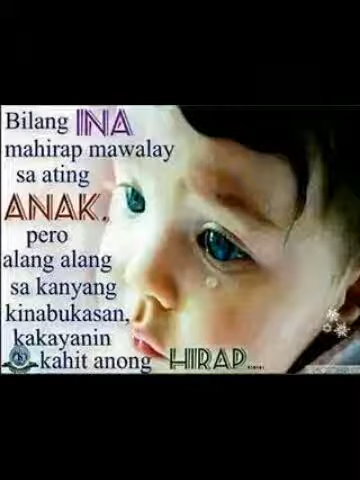 Bilang INA
mahirap mawalay
sa ating
ANAK,
pero
alang alang
sa kanyang
kinabukasan,
kakayanin
kahit anong HIRAP.....